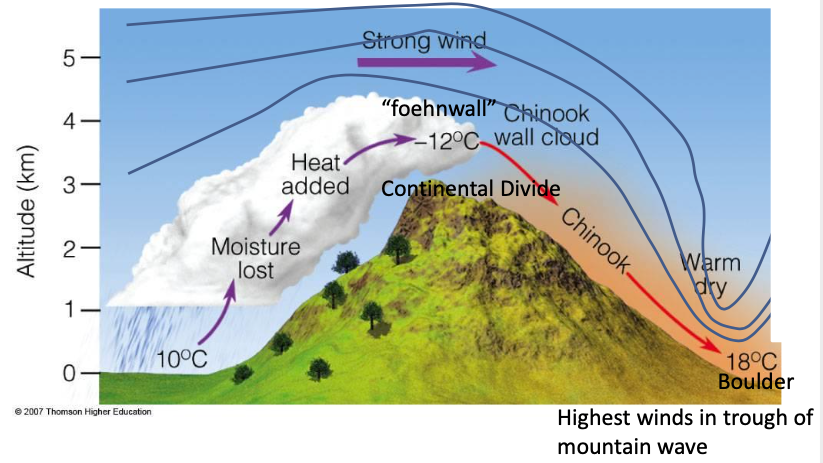 Strong wind
5
"foehnwall"
Chinook
wall cloud
4
–12°C
Heat
added
Altitude (km)
3
Continental Divide
Chinook
Moisture
lost
2
Warm
dry
1
10°C
18°C
0
Boulder
© 2007 Thomson Higher Education
Highest winds in trough of
mountain wave